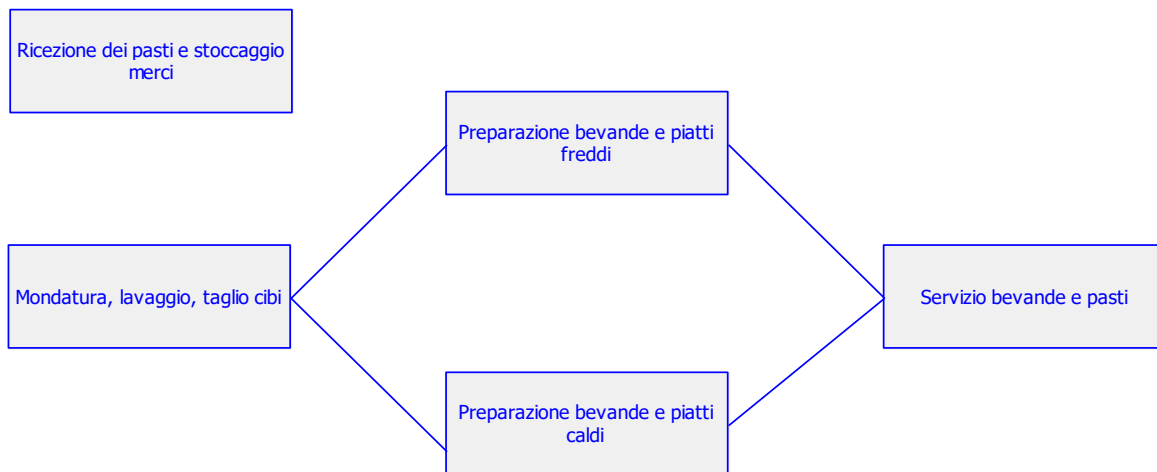 Ricezione dei pasti e stoccaggio
merci
Preparazione bevande e piatti
freddi
Mondatura, lavaggio, taglio cibi
Servizio bevande e pasti
Preparazione bevande e piatti
caldi